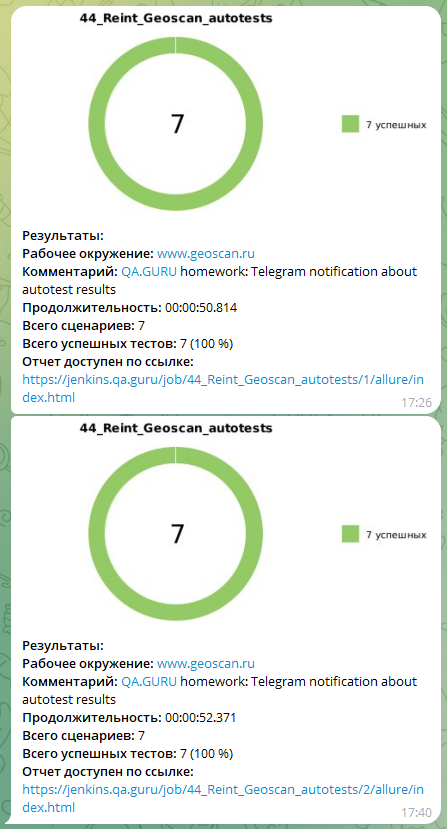 44_Reint_Geoscan_autotests
7
7 успешных
Результаты:
Рабочее окружение: www.geoscan.ru
Комментарий: QA.GURU homework: Telegram notification about
autotest results
Продолжительность: 00:00:50.814
Всего сценариев: 7
Всего успешных тестов: 7 (100 %)
Отчет доступен по ссылке:
https://jenkins.qa.guru/job/44_Reint_Geoscan_autotests/1/allure/in
dex.html
17:26
44_Reint_Geoscan_autotests
7
7 успешных
Результаты:
Рабочее окружение: www.geoscan.ru
Комментарий: QA.GURU homework: Telegram notification about
autotest results
Продолжительность: 00:00:52.371
Всего сценариев: 7
Всего успешных тестов: 7 (100 %)
Отчет доступен по ссылке:
https://jenkins.qa.guru/job/44_Reint_Geoscan_autotests/2/allure/in
dex.html
17:40